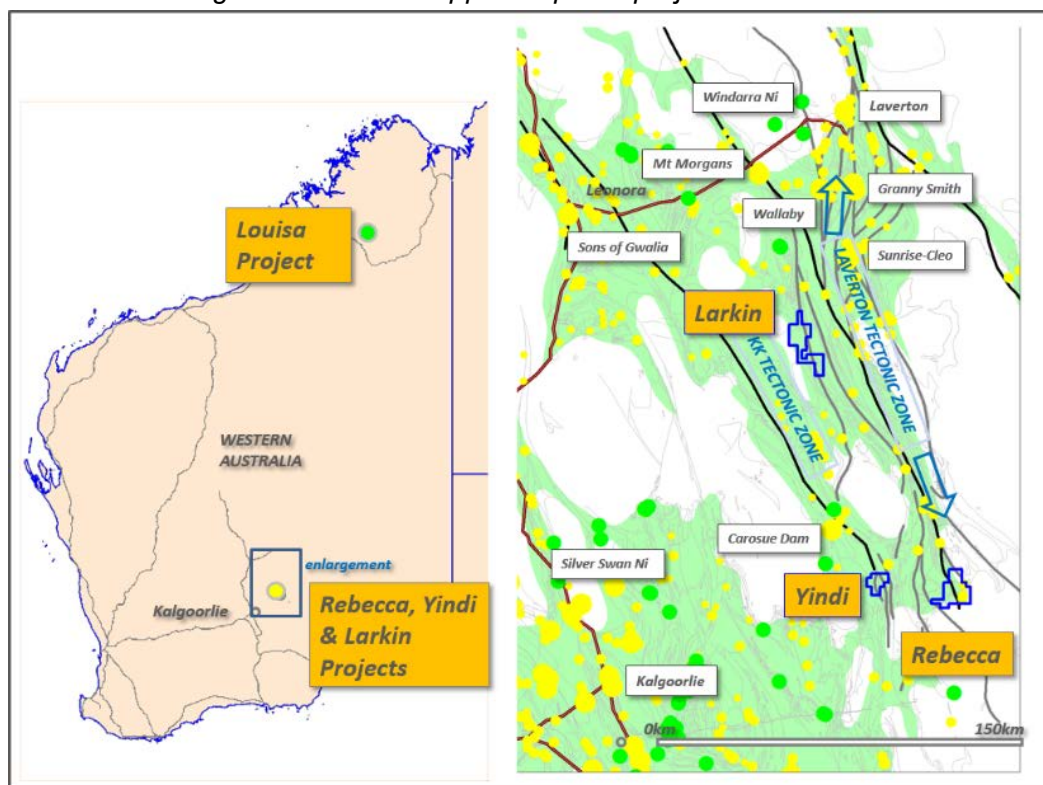 Louisa
Project
WESTERN
AUSTRALIA
enlargement
Kalgoorlie
Rebecca, Yindi
& Larkin
Projects
Windarra Ni
Laverton
Mt Morgans
Leonora
Granny Smith
Wallaby
Sons of Gwalia
Sunrise-Cleo
Larkin
LAVERTON TECTONIC ZONE
KK TECTONIC ZONE
Carosue Dam
Silver Swan Ni
Yindi
Rebecca
Kalgoorlie
0km
150km